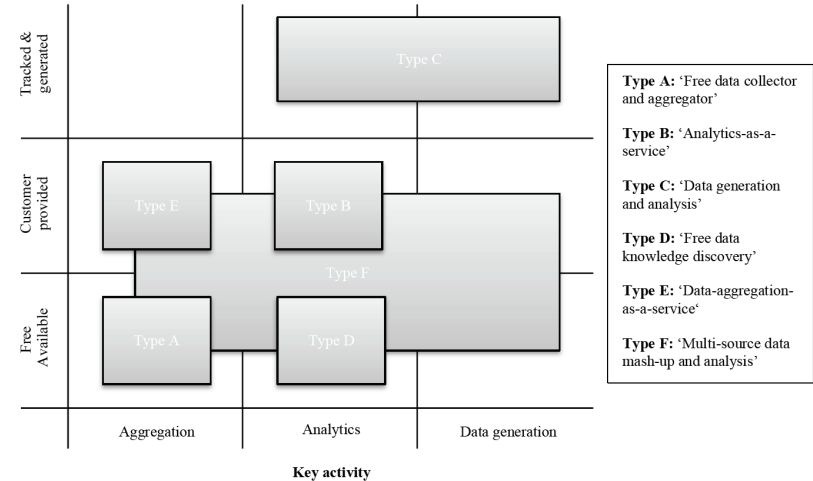 Tracked &
generated
Type C
Customer
provided
Type E
Type B
Type F
Free
Available
Type A
Type D
Aggregation
Analytics
Data generation
Key activity
Type A: ‘Free data collector
and aggregator’
Type B: ‘Analytics-as-a-
service’
Type C: ‘Data generation
and analysis’
Type D: ‘Free data
knowledge discovery’
Type E: ‘Data-aggregation-
as-a-service‘
Type F: ‘Multi-source data
mash-up and analysis’